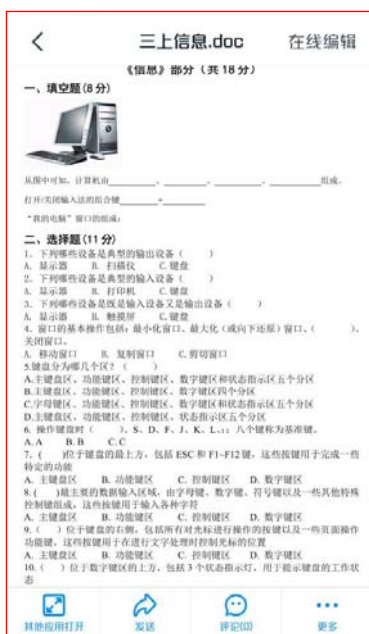 三上信息.doc 在线编辑
《信息》部分(共18分)
一、填空题(8分)
从图中可知、计算机由________、________、________、________组成。
打开/关闭输入法的组合键________+________
“我的电脑”窗口的组成:
二、选择题(11分)
1. 下列哪些设备是典型的输出设备( )
A. 显示器 B. 扫描仪 C. 键盘
2. 下列哪些设备是典型的输入设备( )
A. 显示器 B. 打印机 C. 键盘
3. 下列哪些设备是既是输入设备又是输出设备( )
A. 显示器 B. 触摸屏 C. 键盘
4. 窗口的基本操作包括:最小化窗口、最大化(或向下还原)窗口、( )、
关闭窗口。
A. 移动窗口 B. 复制窗口 C. 剪切窗口
5.键盘分为哪几个区?( )
A.主键盘区、功能键区、控制键区、数字键区和状态指示区五个分区
B.主键盘区、功能键区、控制键区、数字键区四个分区
C.字母键区、功能键区、控制键区、数字键区和状态指示区五个分区
D.主键盘区、功能键区、控制键区、状态指示区五个分区
6. 操作键盘时( )、S、D、F、J、K、L、;: 八个键称为基准键。
A. A B. B C. C
7.( )位于键盘的最上方,包括 ESC 和 F1~F12 键,这些按键用于完成一些
特定的功能
A. 主键盘区 B. 功能键区 C. 控制键区 D. 数字键区
8.( )最主要的数据输入区域,由字母键、数字键、符号键以及一些其他特殊
控制键组成,这些按键用于输入各种字符
A. 主键盘区 B. 功能键区 C. 控制键区 D. 数字键区
9.( )位于键盘的右侧,包括所有对光标进行操作的按键以及一些页面操作
功能键,这些按键用于在进行文字处理时控制光标的位置
A. 主键盘区 B. 功能键区 C. 控制键区 D. 数字键区
10.( )位于数字键区的上方,包括 3 个状态指示灯,用于提示键盘的工作状
态
其他应用打开 发送 评论(0) 更多